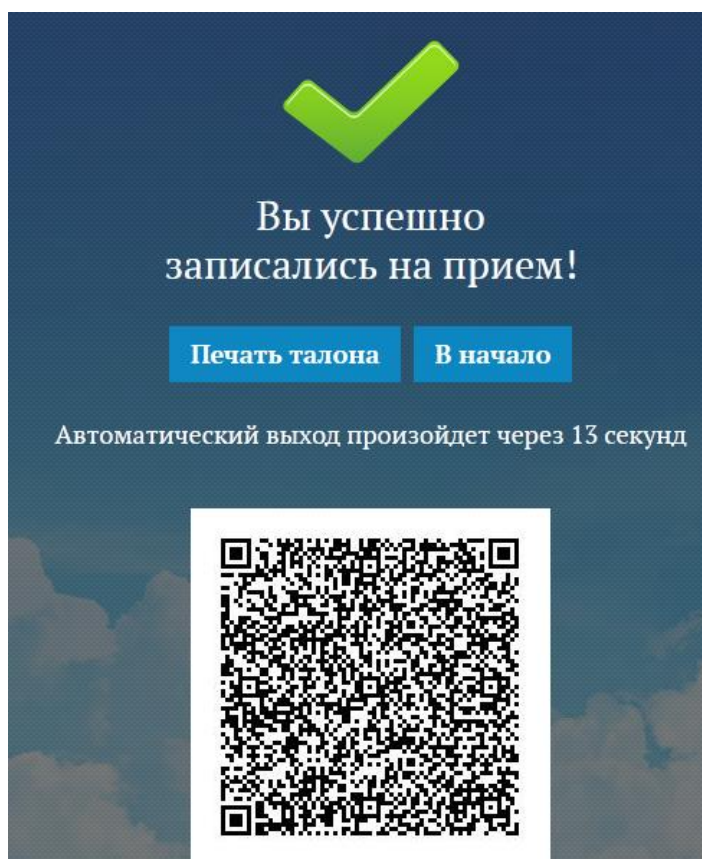 Вы успешно
записались на прием!
Печать талона
В начало
Автоматический выход произойдет через 13 секунд